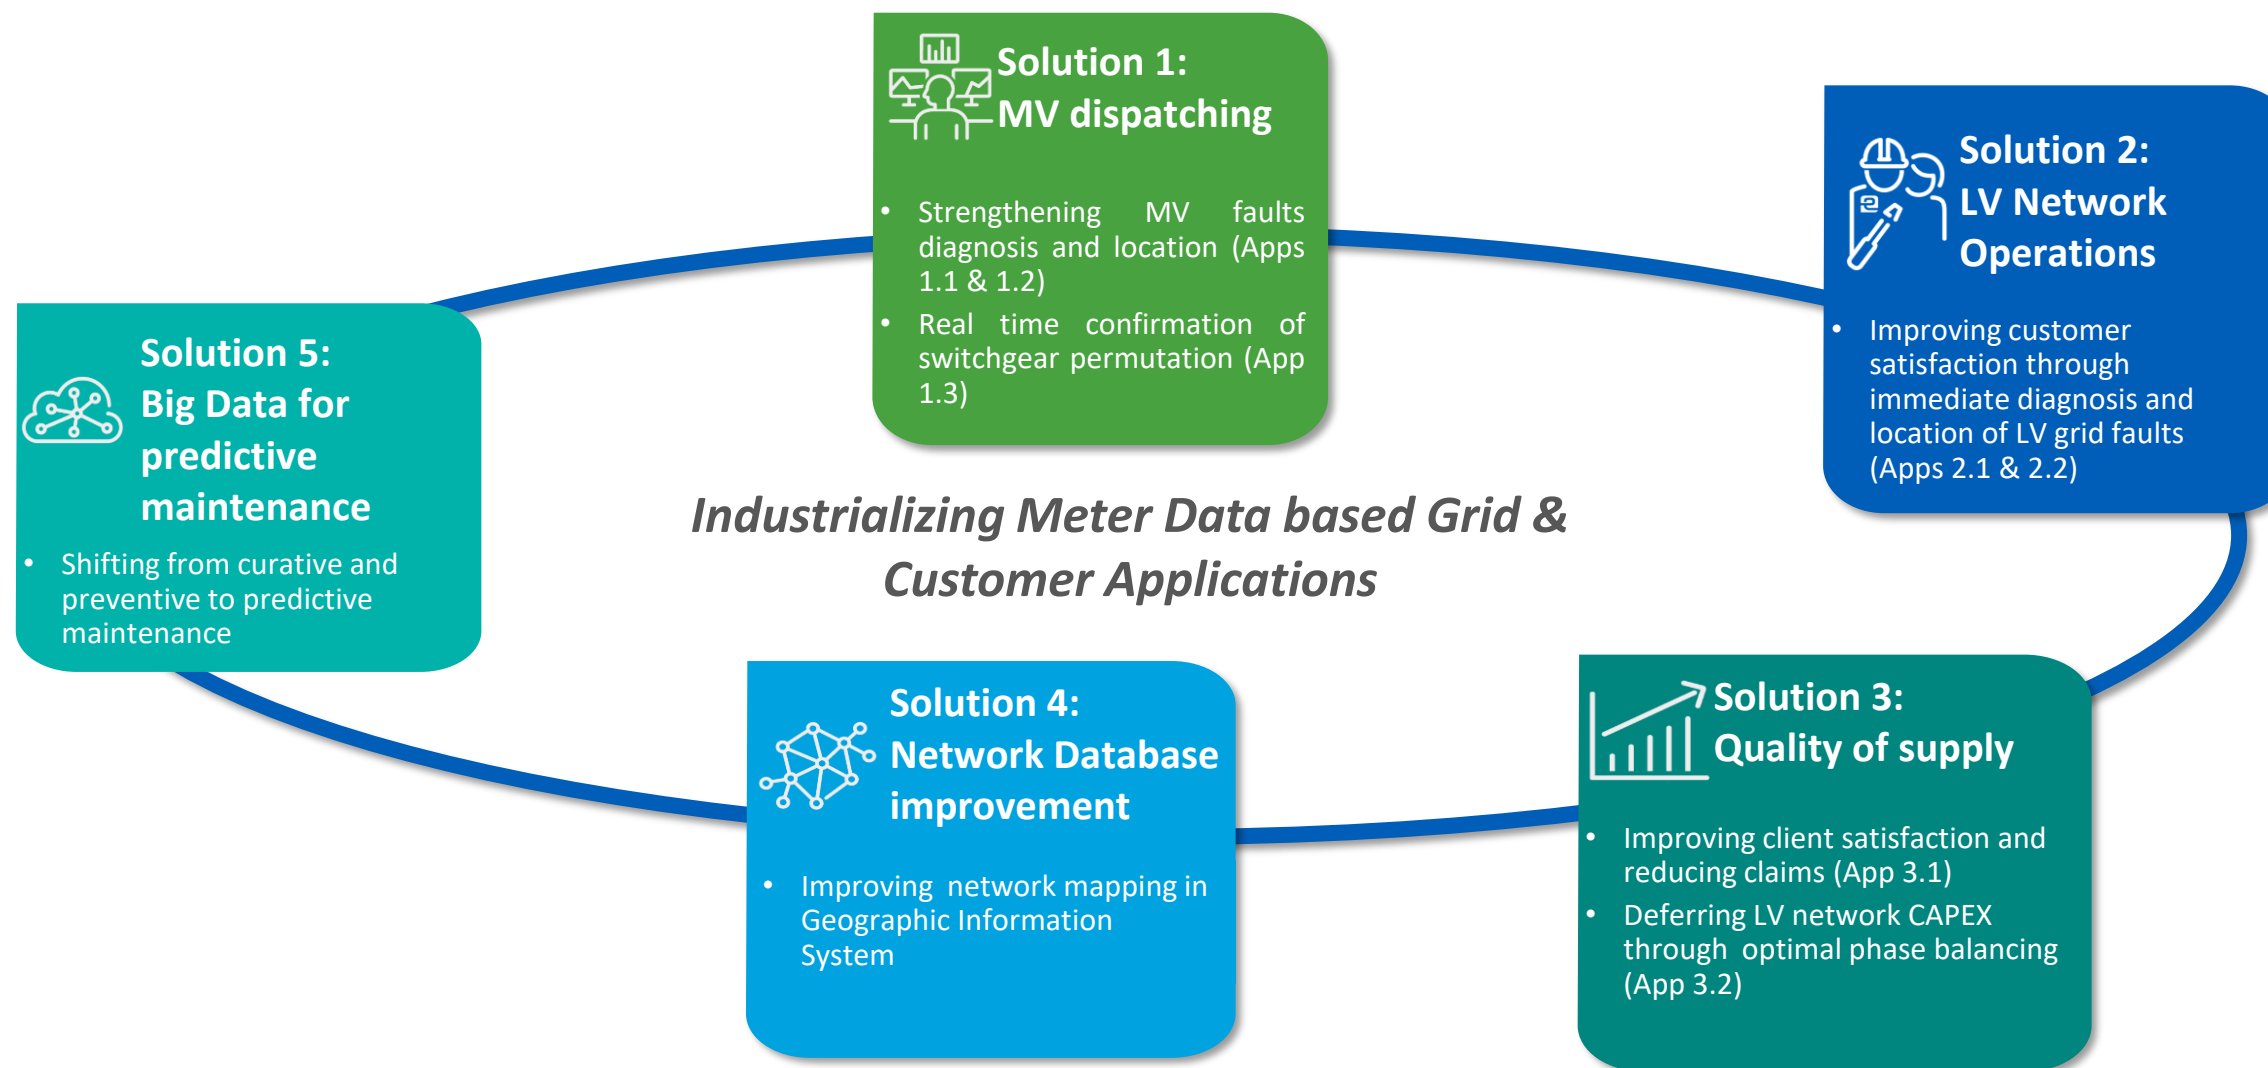 Solution 1:
MV dispatching
• Strengthening MV faults
diagnosis and location (Apps
1.1 & 1.2)
• Real time confirmation of
switchgear permutation (App
1.3)
Solution 2:
LV Network
Operations
• Improving customer
satisfaction through
immediate diagnosis and
location of LV grid faults
(Apps 2.1 & 2.2)
Solution 5:
Big Data for
predictive
maintenance
• Shifting from curative and
preventive to predictive
maintenance
Industrializing Meter Data based Grid &
Customer Applications
Solution 4:
Network Database
improvement
• Improving network mapping in
Geographic Information
System
Solution 3:
Quality of supply
• Improving client satisfaction and
reducing claims (App 3.1)
• Deferring LV network CAPEX
through optimal phase balancing
(App 3.2)